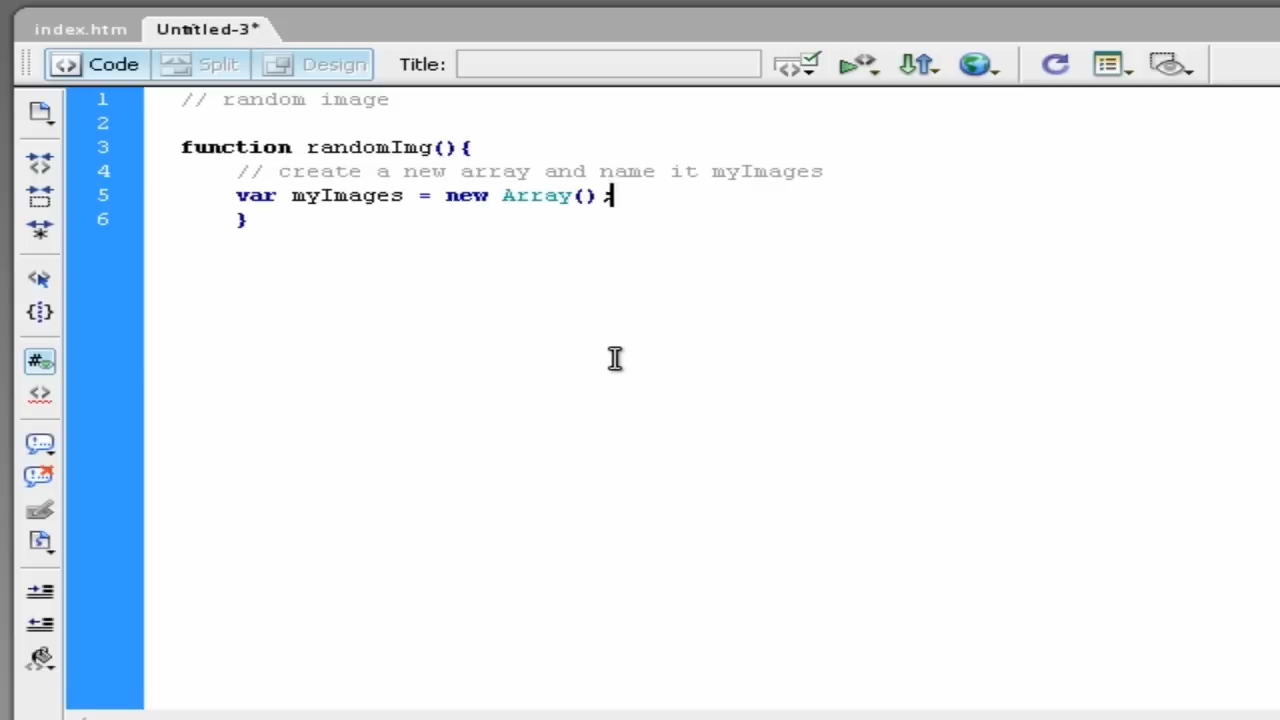 index.htm
Untitled-3*
Code Split Design Title:
1 // random image
2
3 function randomImg(){
4 // create a new array and name it myImages
5 var myImages = new Array();
6 }